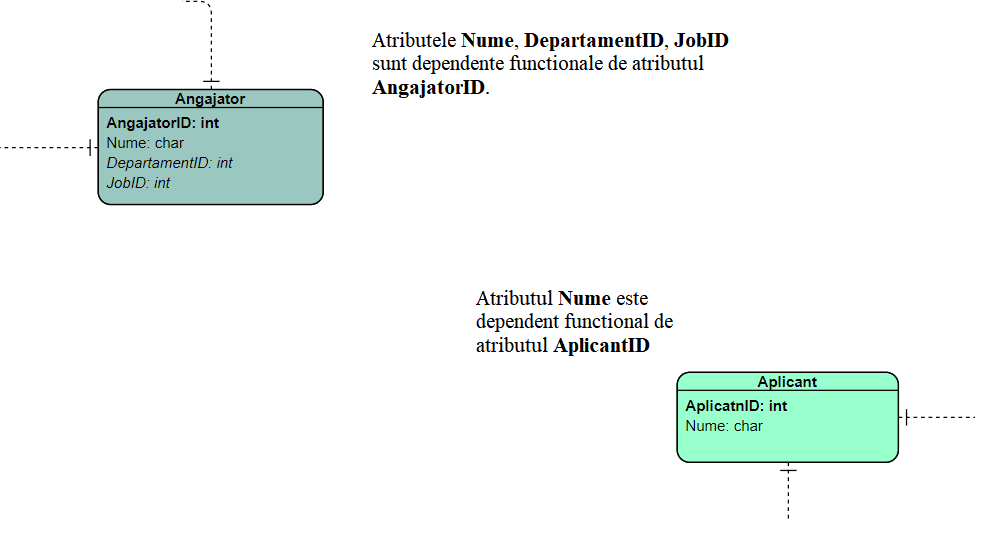 Atributele Nume, DepartamentID, JobID
sunt dependente functionale de atributul
AngajatorID.
Angajator
AngajatorID: int
Nume: char
DepartamentID: int
JobID: int
Atributul Nume este
dependent functional de
atributul AplicantID
Aplicant
AplicatnID: int
Nume: char